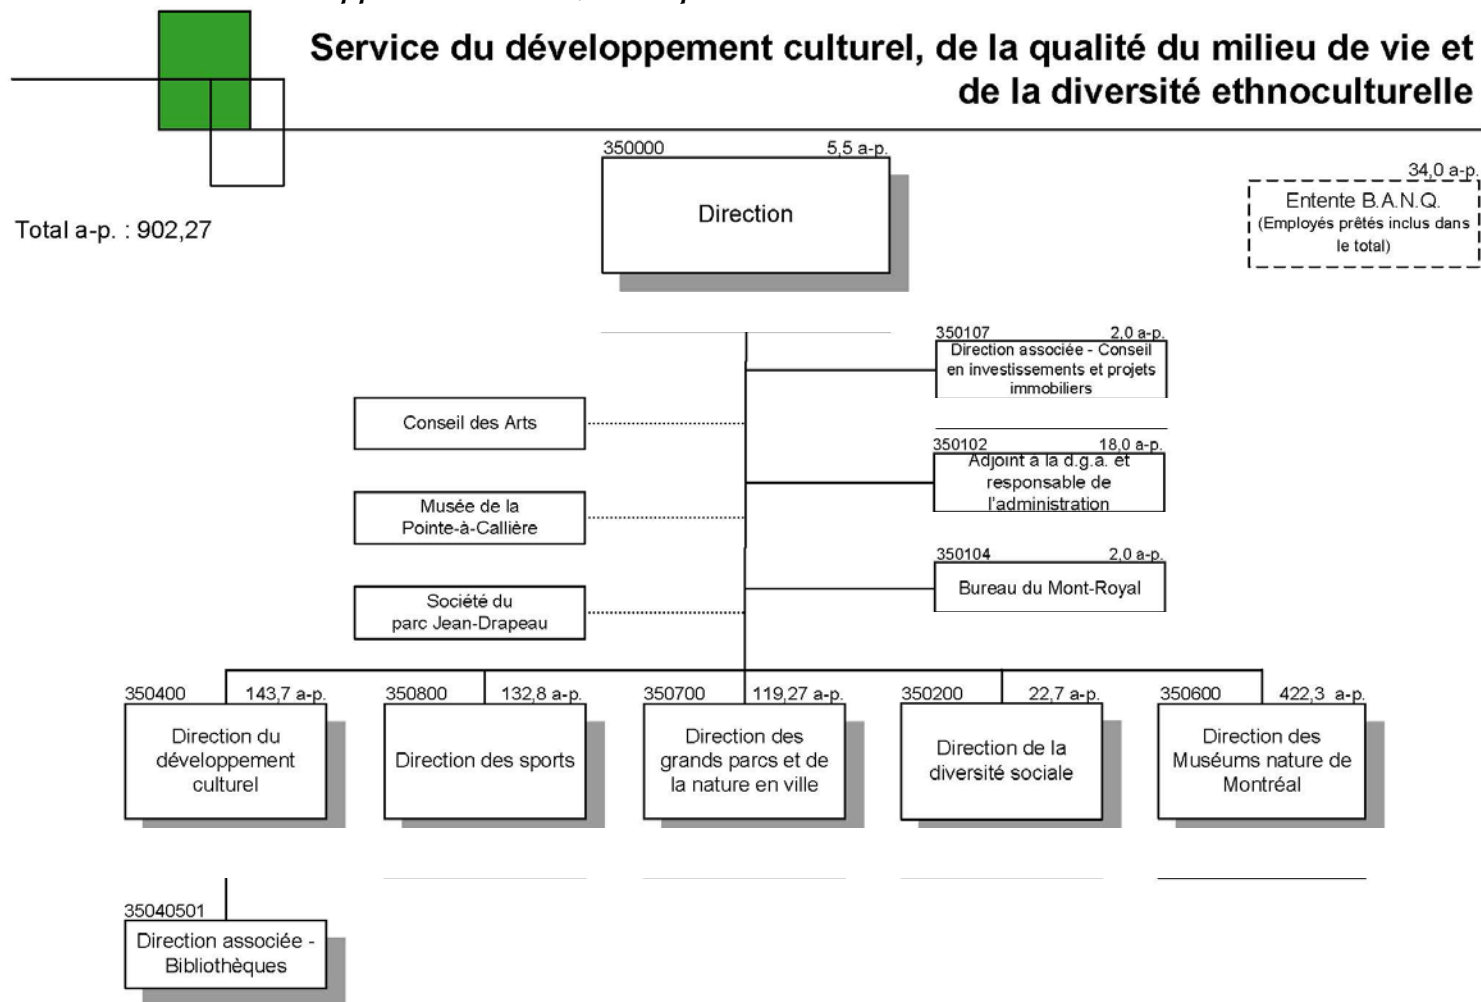 Service du développement culturel, de la qualité du milieu de vie et
de la diversité ethnoculturelle
350000 5,5 a-p.
Direction
34,0 a-p.
Entente B.A.N.Q.
(Employés prêtés inclus dans
le total)
Total a-p. : 902,27
350107 2,0 a-p.
Direction associée - Conseil
en investissements et projets
immobiliers
Conseil des Arts
350102 18,0 a-p.
Adjoint à la d.g.a. et
responsable de
l'administration
Musée de la
Pointe-à-Callière
350104 2,0 a-p.
Bureau du Mont-Royal
Société du
parc Jean-Drapeau
350400 143,7 a-p.
Direction du
développement
culturel
350800 132,8 a-p.
Direction des sports
350700 119,27 a-p.
Direction des
grands parcs et de
la nature en ville
350200 22,7 a-p.
Direction de la
diversité sociale
350600 422,3 a-p.
Direction des
Muséums nature de
Montréal
35040501
Direction associée -
Bibliothèques